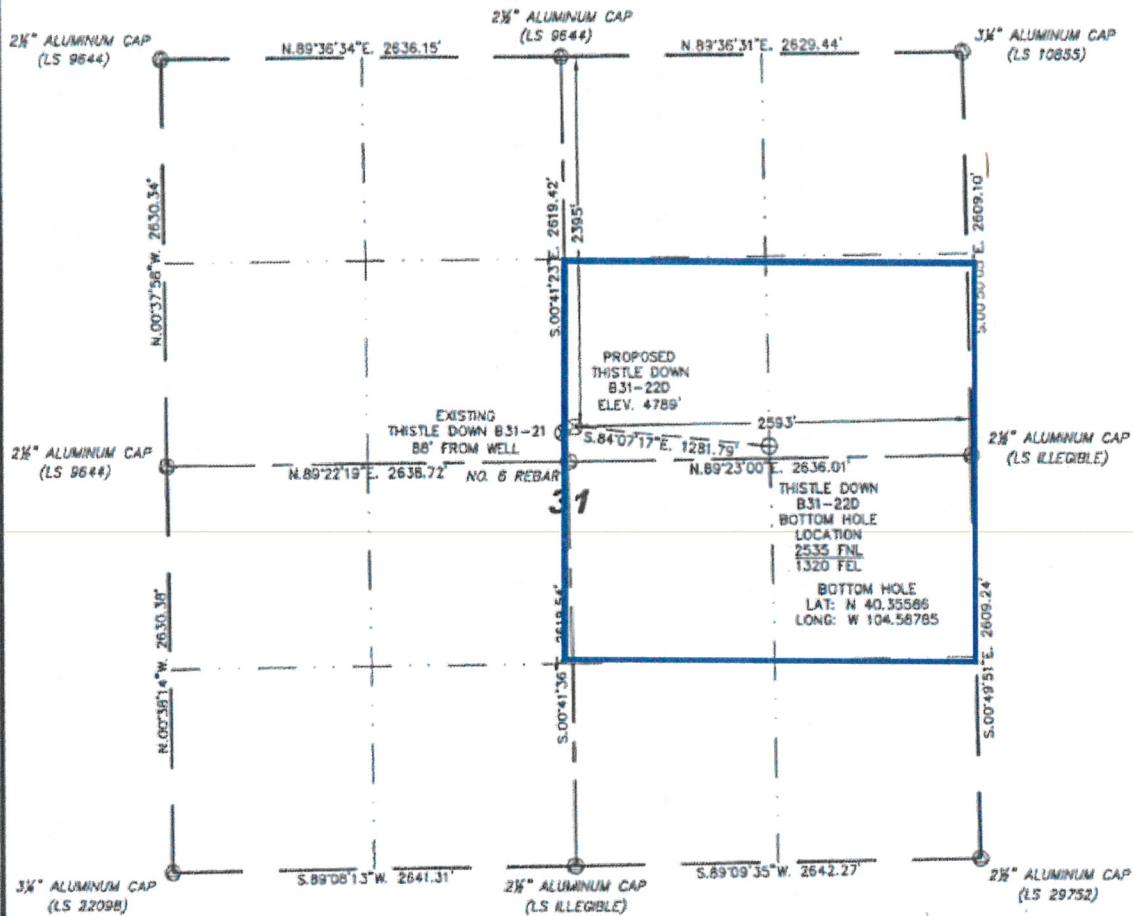 2½" ALUMINUM CAP
(LS 9644)
2½" ALUMINUM CAP
(LS 9644)
3¼" ALUMINUM CAP
(LS 10855)
N.89°36'34"E. 2636.15'
N.89°36'31"E. 2629.44'
N.00°37'58"W. 2630.34'
S.00°41'23"E. 2619.42'
2395'
S.00°50'03"E. 2609.10'
PROPOSED
THISTLE DOWN
B31-22D
ELEV. 4789'
EXISTING
THISTLE DOWN B31-21
88' FROM WELL
2593'
S.84°07'17"E. 1281.79'
2½" ALUMINUM CAP
(LS 9644)
N.89°22'19"E. 2638.72'
NO. 6 REBAR
N.89°23'00"E. 2636.01'
2½" ALUMINUM CAP
(LS ILLEGIBLE)
31
THISTLE DOWN
B31-22D
BOTTOM HOLE
LOCATION
2535 FNL
1320 FEL
BOTTOM HOLE
LAT: N 40.35586
LONG: W 104.58785
N.00°38'14"W. 2630.38'
S.00°41'36"
S.00°49'51"E. 2609.24'
3¼" ALUMINUM CAP
(LS 22098)
S.89°08'13"W. 2641.31'
2½" ALUMINUM CAP
(LS ILLEGIBLE)
S.89°09'35"W. 2642.27'
2½" ALUMINUM CAP
(LS 29752)